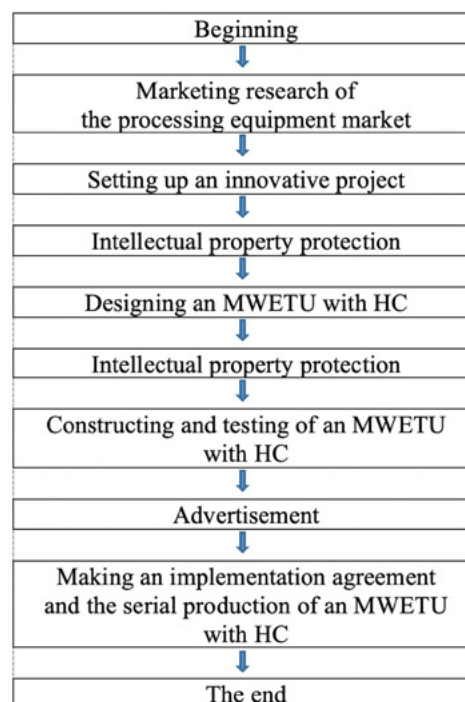 Beginning
Marketing research of
the processing equipment market
Setting up an innovative project
Intellectual property protection
Designing an MWETU with HC
Intellectual property protection
Constructing and testing of an MWETU
with HC
Advertisement
Making an implementation agreement
and the serial production of an MWETU
with HC
The end